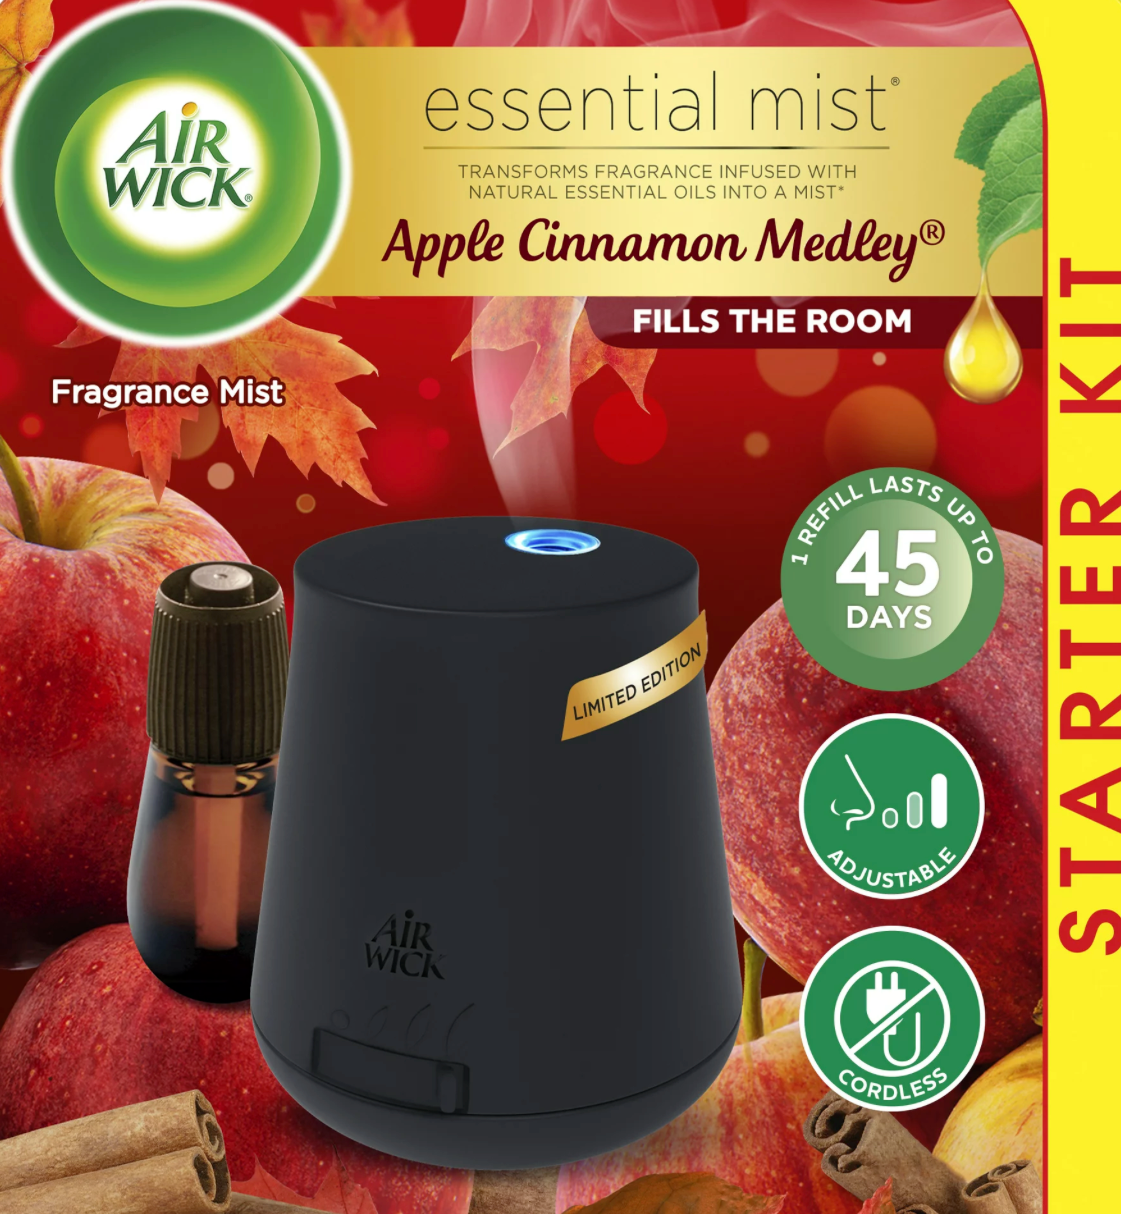 AiR
WICK®
essential mist®
TRANSFORMS FRAGRANCE INFUSED WITH
NATURAL ESSENTIAL OILS INTO A MIST*
Apple Cinnamon Medley®
FILLS THE ROOM
Fragrance Mist
1 REFILL LASTS UP TO
45
DAYS
LIMITED EDITION
ADJUSTABLE
AiR
WICK
CORDLESS
STARTER KIT